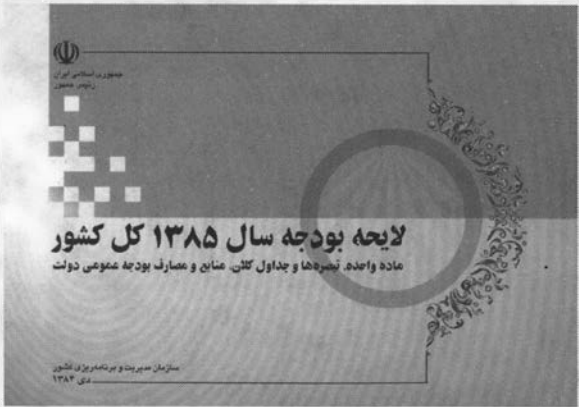 جمهوری اسلامی ایران
رئیس جمهور
لایحه بودجه سال ۱۳۸۵ کل کشور
ماده واحده، تبصره‌ها و جداول کلان، منابع و مصارف بودجه عمومی دولت
سازمان مدیریت و برنامه‌ریزی کشور
دی ۱۳۸۴